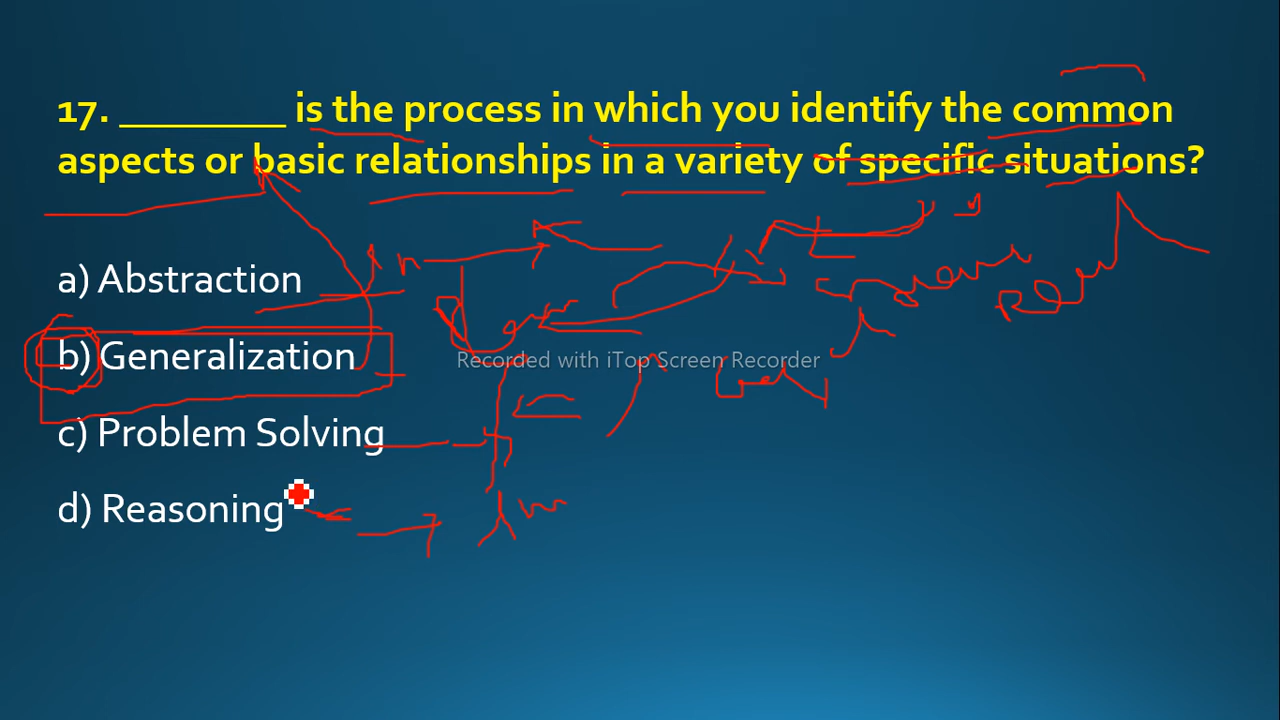 17. _________ is the process in which you identify the common
aspects or basic relationships in a variety of specific situations?
a) Abstraction
b) Generalization
Recorded with iTop Screen Recorder
c) Problem Solving
d) Reasoning